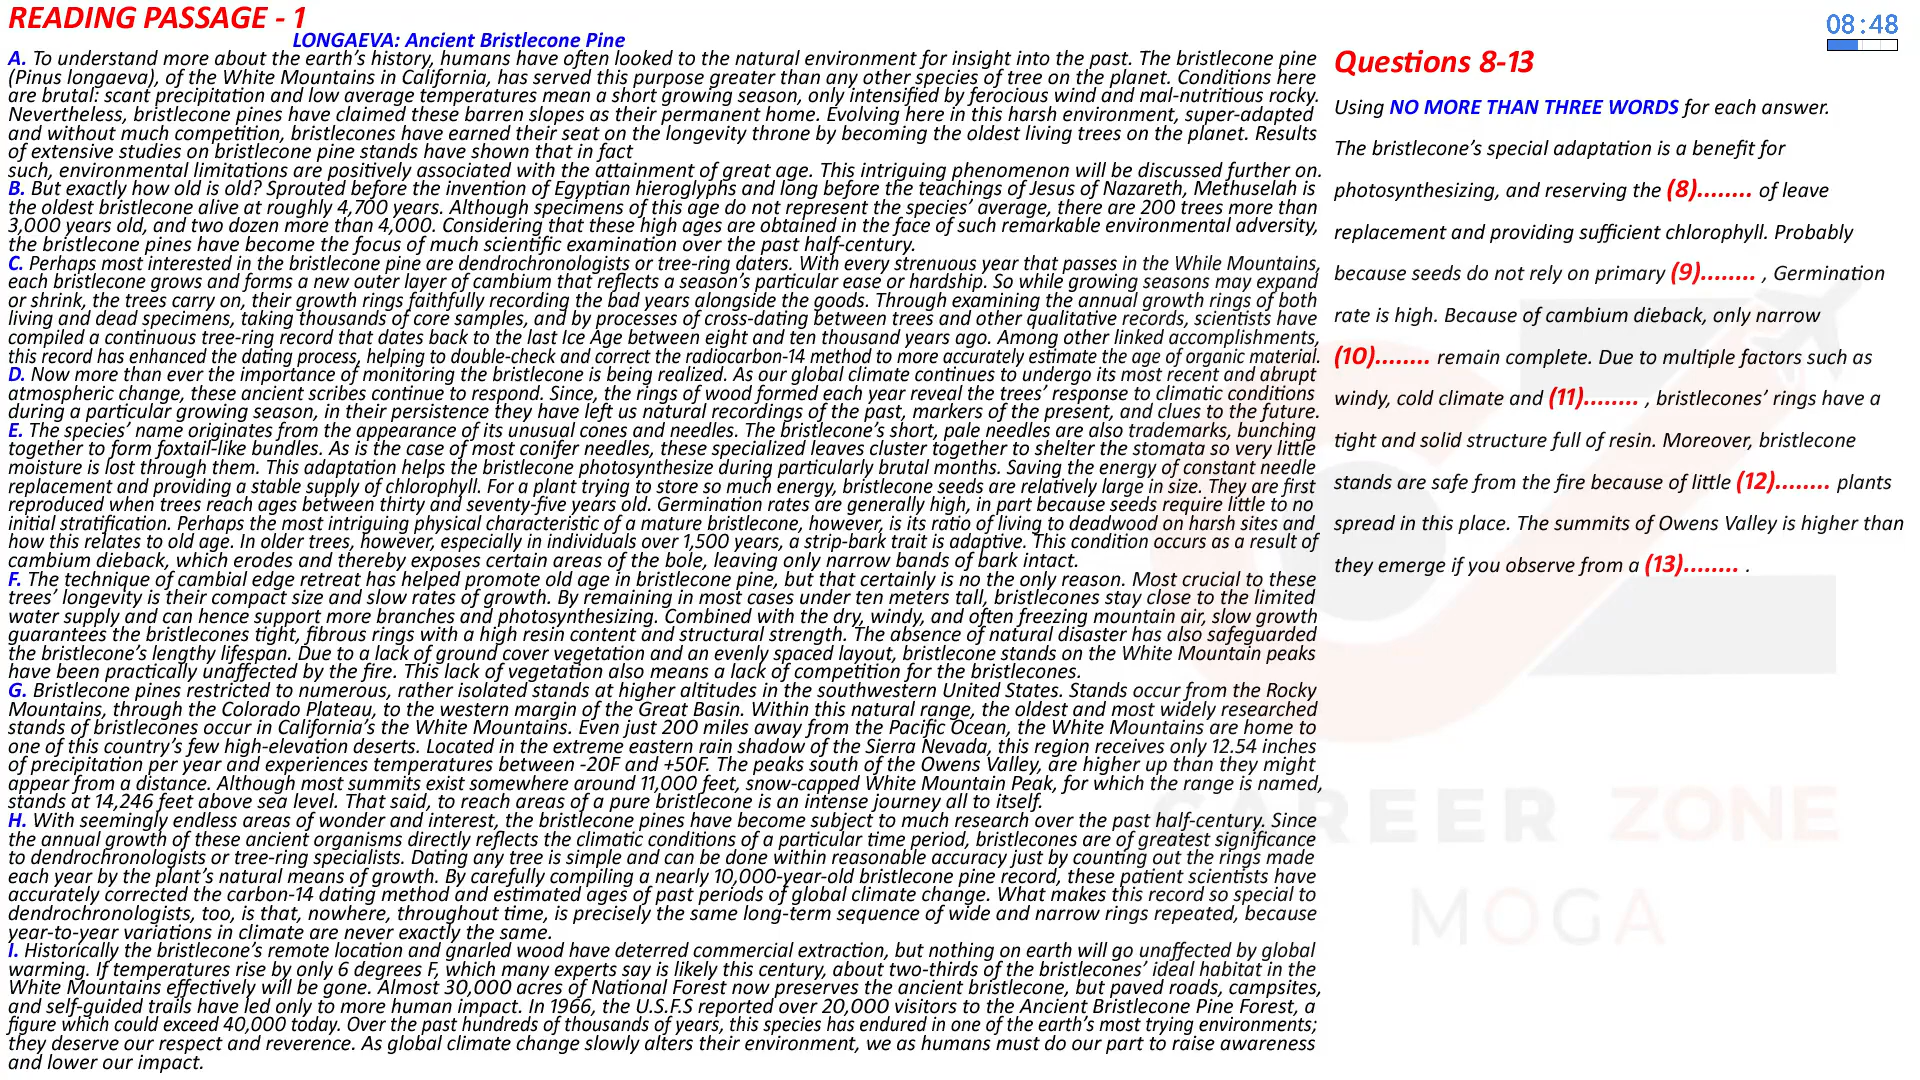 READING PASSAGE - 1
LONGAEVA: Ancient Bristlecone Pine
A. To understand more about the earth's history, humans have often looked to the natural environment for insight into the past. The bristlecone pine
(Pinus longaeva), of the White Mountains in California, has served this purpose greater than any other species of tree on the planet. Conditions here
are brutal: scant precipitation and low average temperatures mean a short growing season, only intensified by ferocious wind and mal-nutritious rocky.
Nevertheless, bristlecone pines have claimed these barren slopes as their permanent home. Evolving here in this harsh environment, super-adapted
and without much competition, bristlecones have earned their seat on the longevity throne by becoming the oldest living trees on the planet. Results
of extensive studies on bristlecone pine stands have shown that in fact
such, environmental limitations are positively associated with the attainment of great age. This intriguing phenomenon will be discussed further on.
B. But exactly how old is old? Sprouted before the invention of Egyptian hieroglyphs and long before the teachings of Jesus of Nazareth, Methuselah is
the oldest bristlecone alive at roughly 4,700 years. Although specimens of this age do not represent the species' average, there are 200 trees more than
3,000 years old, and two dozen more than 4,000. Considering that these high ages are obtained in the face of such remarkable environmental adversity,
the bristlecone pines have become the focus of much scientific examination over the past half-century.
C. Perhaps most interested in the bristlecone pine are dendrochronologists or tree-ring daters. With every strenuous year that passes in the While Mountains,
each bristlecone grows and forms a new outer layer of cambium that reflects a season's particular ease or hardship. So while growing seasons may expand
or shrink, the trees carry on, their growth rings faithfully recording the bad years alongside the goods. Through examining the annual growth rings of both
living and dead specimens, taking thousands of core samples, and by processes of cross-dating between trees and other qualitative records, scientists have
compiled a continuous tree-ring record that dates back to the last Ice Age between eight and ten thousand years ago. Among other linked accomplishments,
this record has enhanced the dating process, helping to double-check and correct the radiocarbon-14 method to more accurately estimate the age of organic material.
D. Now more than ever the importance of monitoring the bristlecone is being realized. As our global climate continues to undergo its most recent and abrupt
atmospheric change, these ancient scribes continue to respond. Since, the rings of wood formed each year reveal the trees' response to climatic conditions
during a particular growing season, in their persistence they have left us natural recordings of the past, markers of the present, and clues to the future.
E. The species' name originates from the appearance of its unusual cones and needles. The bristlecone's short, pale needles are also trademarks, bunching
together to form foxtail-like bundles. As is the case of most conifer needles, these specialized leaves cluster together to shelter the stomata so very little
moisture is lost through them. This adaptation helps the bristlecone photosynthesize during particularly brutal months. Saving the energy of constant needle
replacement and providing a stable supply of chlorophyll. For a plant trying to store so much energy, bristlecone seeds are relatively large in size. They are first
reproduced when trees reach ages between thirty and seventy-five years old. Germination rates are generally high, in part because seeds require little to no
initial stratification. Perhaps the most intriguing physical characteristic of a mature bristlecone, however, is its ratio of living to deadwood on harsh sites and
how this relates to old age. In older trees, however, especially in individuals over 1,500 years, a strip-bark trait is adaptive. This condition occurs as a result of
cambium dieback, which erodes and thereby exposes certain areas of the bole, leaving only narrow bands of bark intact.
F. The technique of cambial edge retreat has helped promote old age in bristlecone pine, but that certainly is no the only reason. Most crucial to these
trees' longevity is their compact size and slow rates of growth. By remaining in most cases under ten meters tall, bristlecones stay close to the limited
water supply and can hence support more branches and photosynthesizing. Combined with the dry, windy, and often freezing mountain air, slow growth
guarantees the bristlecones tight, fibrous rings with a high resin content and structural strength. The absence of natural disaster has also safeguarded
the bristlecone's lengthy lifespan. Due to a lack of ground cover vegetation and an evenly spaced layout, bristlecone stands on the White Mountain peaks
have been practically unaffected by the fire. This lack of vegetation also means a lack of competition for the bristlecones.
G. Bristlecone pines restricted to numerous, rather isolated stands at higher altitudes in the southwestern United States. Stands occur from the Rocky
Mountains, through the Colorado Plateau, to the western margin of the Great Basin. Within this natural range, the oldest and most widely researched
stands of bristlecones occur in California's the White Mountains. Even just 200 miles away from the Pacific Ocean, the White Mountains are home to
one of this country's few high-elevation deserts. Located in the extreme eastern rain shadow of the Sierra Nevada, this region receives only 12.54 inches
of precipitation per year and experiences temperatures between -20F and +50F. The peaks south of the Owens Valley, are higher up than they might
appear from a distance. Although most summits exist somewhere around 11,000 feet, snow-capped White Mountain Peak, for which the range is named,
stands at 14,246 feet above sea level. That said, to reach areas of a pure bristlecone is an intense journey all to itself.
H. With seemingly endless areas of wonder and interest, the bristlecone pines have become subject to much research over the past half-century. Since
the annual growth of these ancient organisms directly reflects the climatic conditions of a particular time period, bristlecones are of greatest significance
to dendrochronologists or tree-ring specialists. Dating any tree is simple and can be done within reasonable accuracy just by counting out the rings made
each year by the plant's natural means of growth. By carefully compiling a nearly 10,000-year-old bristlecone pine record, these patient scientists have
accurately corrected the carbon-14 dating method and estimated ages of past periods of global climate change. What makes this record so special to
dendrochronologists, too, is that, nowhere, throughout time, is precisely the same long-term sequence of wide and narrow rings repeated, because
year-to-year variations in climate are never exactly the same.
I. Historically the bristlecone's remote location and gnarled wood have deterred commercial extraction, but nothing on earth will go unaffected by global
warming. If temperatures rise by only 6 degrees F, which many experts say is likely this century, about two-thirds of the bristlecones' ideal habitat in the
White Mountains effectively will be gone. Almost 30,000 acres of National Forest now preserves the ancient bristlecone, but paved roads, campsites,
and self-guided trails have led only to more human impact. In 1966, the U.S.F.S reported over 20,000 visitors to the Ancient Bristlecone Pine Forest, a
figure which could exceed 40,000 today. Over the past hundreds of thousands of years, this species has endured in one of the earth's most trying environments;
they deserve our respect and reverence. As global climate change slowly alters their environment, we as humans must do our part to raise awareness
and lower our impact.
08:48
Questions 8-13
Using NO MORE THAN THREE WORDS for each answer.
The bristlecone's special adaptation is a benefit for
photosynthesizing, and reserving the (8)........ of leave
replacement and providing sufficient chlorophyll. Probably
because seeds do not rely on primary (9)........ , Germination
rate is high. Because of cambium dieback, only narrow
(10)........ remain complete. Due to multiple factors such as
windy, cold climate and (11)........ , bristlecones' rings have a
tight and solid structure full of resin. Moreover, bristlecone
stands are safe from the fire because of little (12)........ plants
spread in this place. The summits of Owens Valley is higher than
they emerge if you observe from a (13)........ .
CAREER ZONE
MOGA